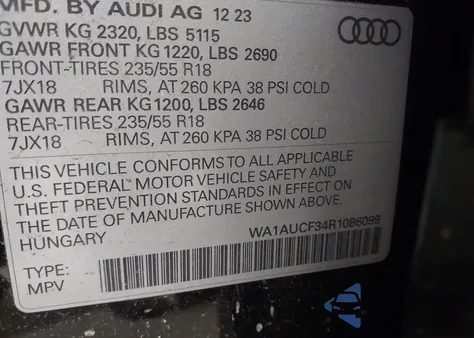 MFD. BY AUDI AG 12 23
GVWR KG 2320, LBS 5115
GAWR FRONT KG 1220, LBS 2690
FRONT-TIRES 235/55 R18
7JX18 RIMS, AT 260 KPA 38 PSI COLD
GAWR REAR KG 1200, LBS 2646
REAR-TIRES 235/55 R18
7JX18 RIMS, AT 260 KPA 38 PSI COLD
THIS VEHICLE CONFORMS TO ALL APPLICABLE
U.S. FEDERAL MOTOR VEHICLE SAFETY AND
THEFT PREVENTION STANDARDS IN EFFECT ON
THE DATE OF MANUFACTURE SHOWN ABOVE.
HUNGARY
WA1AUCF34R1086099
TYPE:
MPV